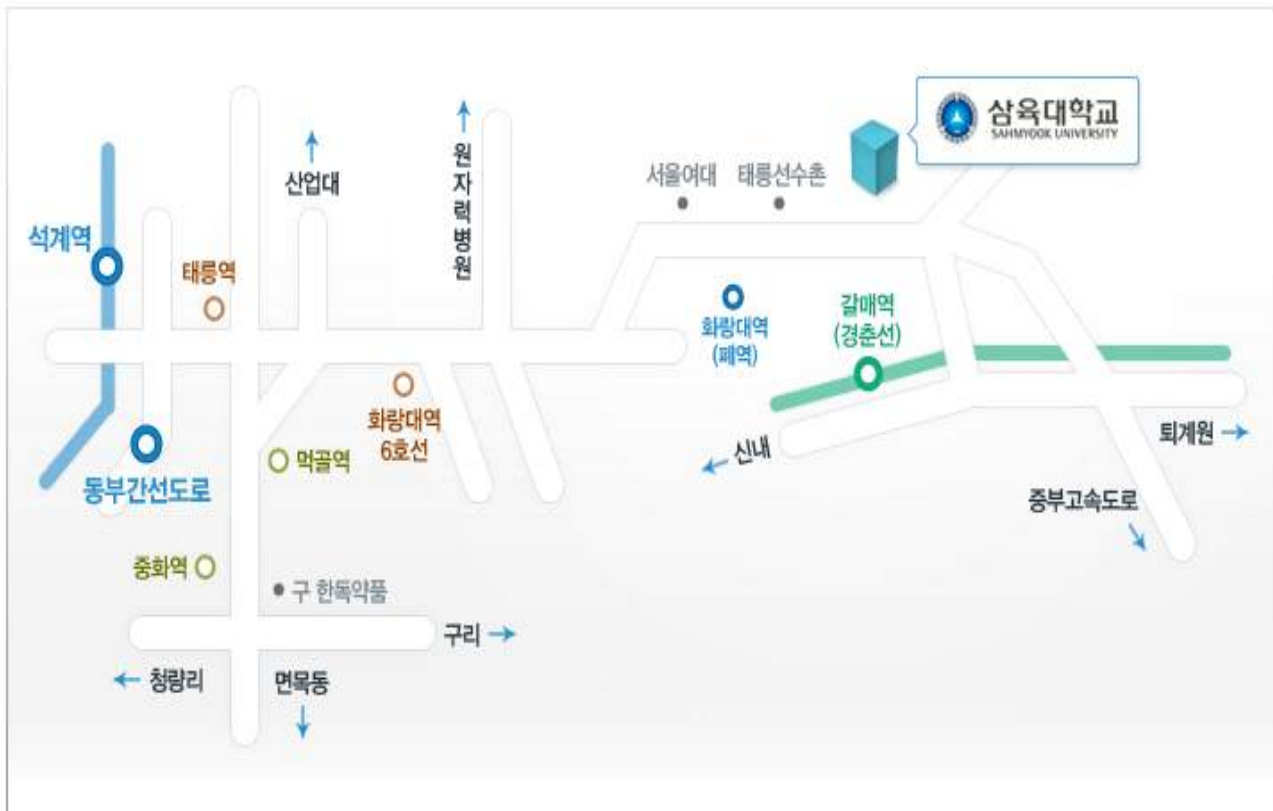 삼육대학교
SAHMYOOK UNIVERSITY
원자력병원
산업대
서울여대
태릉선수촌
석계역
태릉역
화랑대역
(폐역)
갈매역
(경춘선)
화랑대역
6호선
먹골역
신내
퇴계원
동부간선도로
중부고속도로
중화역
구 한독약품
구리
청량리
면목동